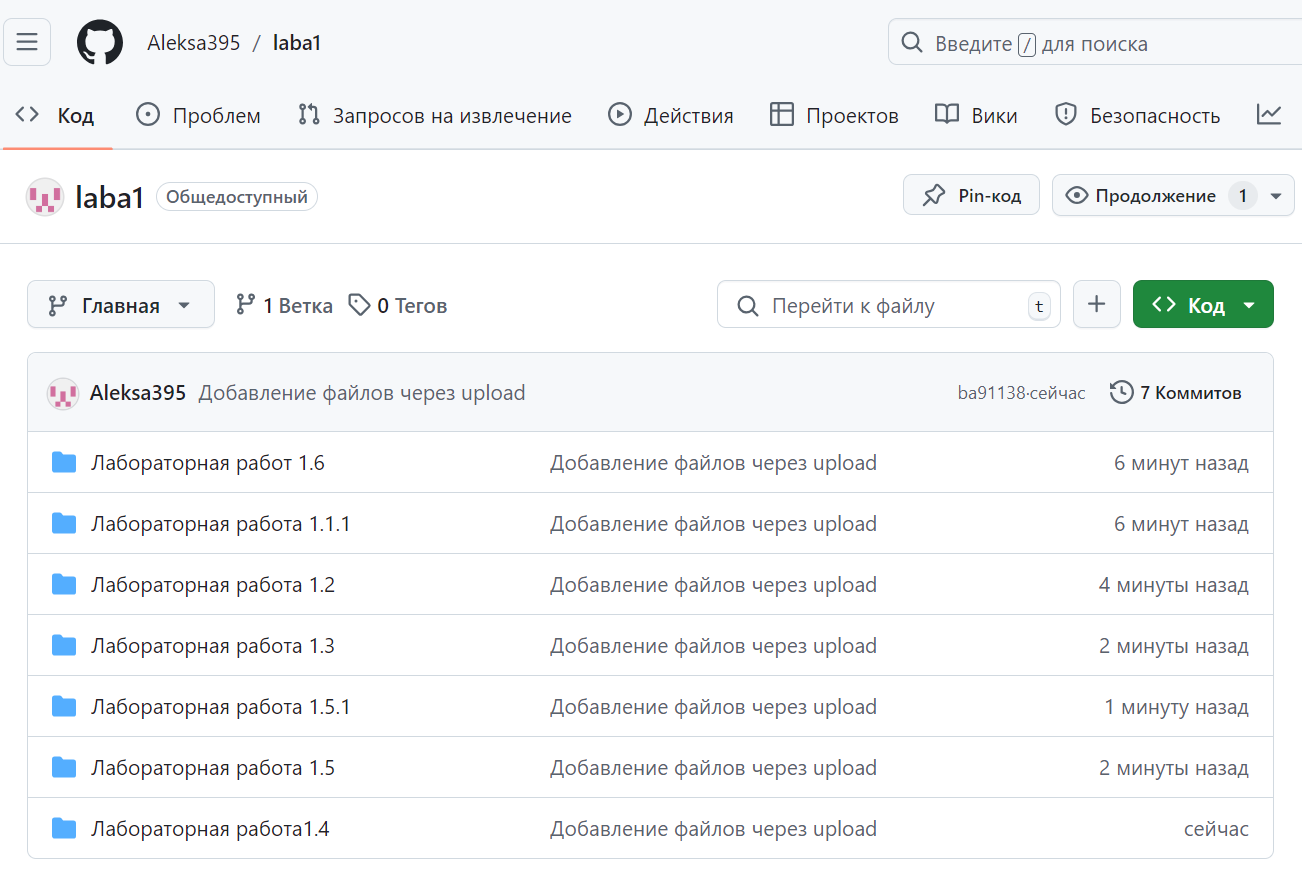 Aleksa395 / laba1
Введите / для поиска
Код Проблем Запросов на извлечение Действия Проектов Вики Безопасность
laba1 Общедоступный Pin-код Продолжение 1
Главная 1 Ветка 0 Тегов Перейти к файлу t Код
Aleksa395 Добавление файлов через upload ba91138·сейчас 7 Коммитов
Лабораторная работ 1.6 Добавление файлов через upload 6 минут назад
Лабораторная работа 1.1.1 Добавление файлов через upload 6 минут назад
Лабораторная работа 1.2 Добавление файлов через upload 4 минуты назад
Лабораторная работа 1.3 Добавление файлов через upload 2 минуты назад
Лабораторная работа 1.5.1 Добавление файлов через upload 1 минуту назад
Лабораторная работа 1.5 Добавление файлов через upload 2 минуты назад
Лабораторная работа1.4 Добавление файлов через upload сейчас